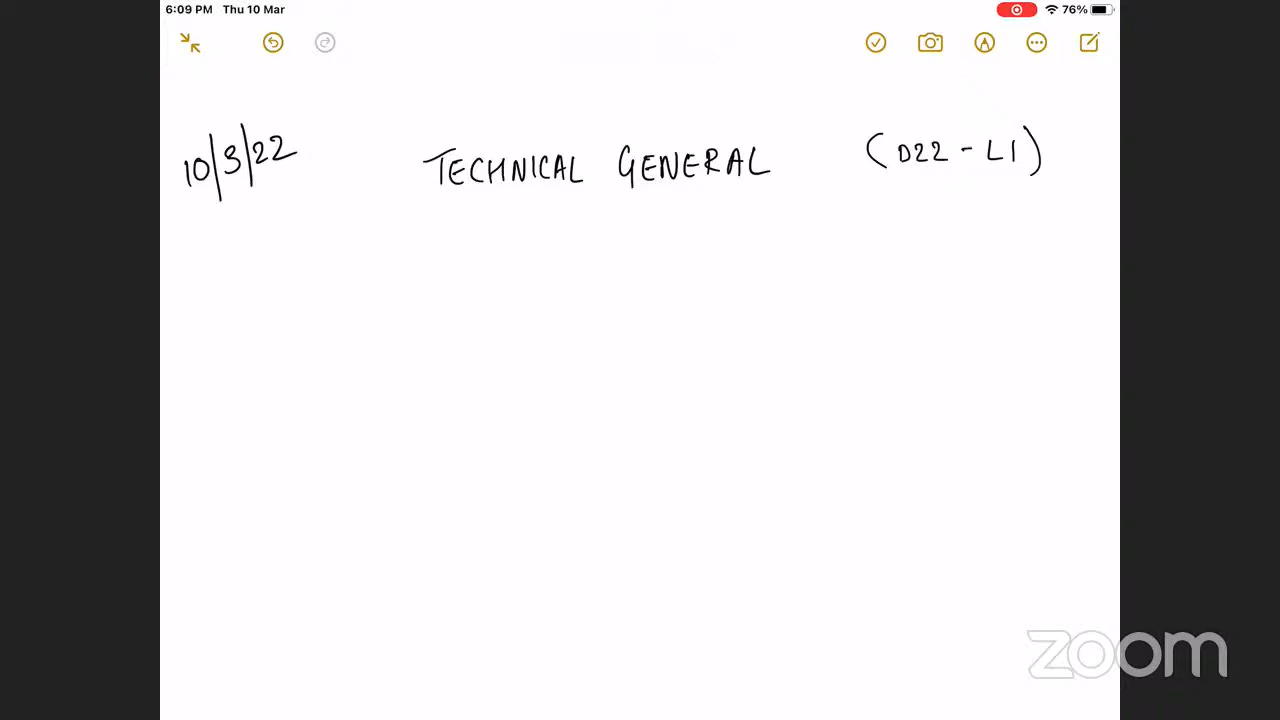 6:09 PM Thu 10 Mar 76%
10/3/22 TECHNICAL GENERAL (D22 - L1)
zoom